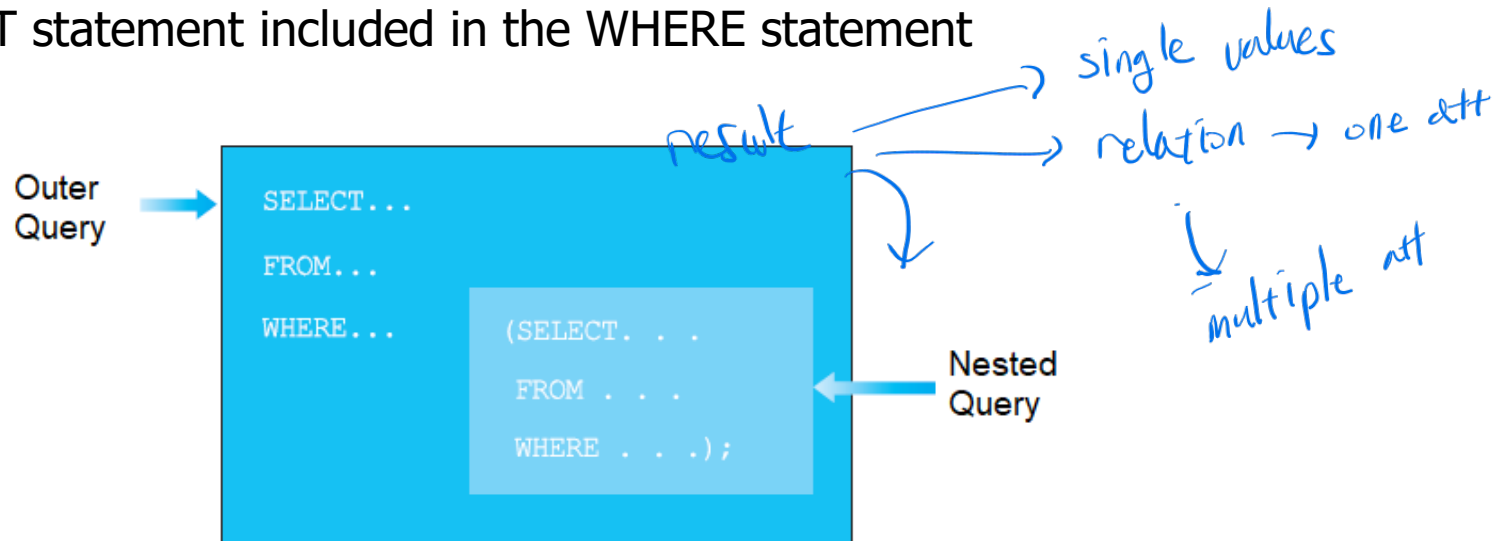 T statement included in the WHERE statement
single values
result
relation → one att
multiple att
Outer
Query
SELECT...
FROM...
WHERE...
(SELECT. . .
FROM . . .
WHERE . . .);
Nested
Query